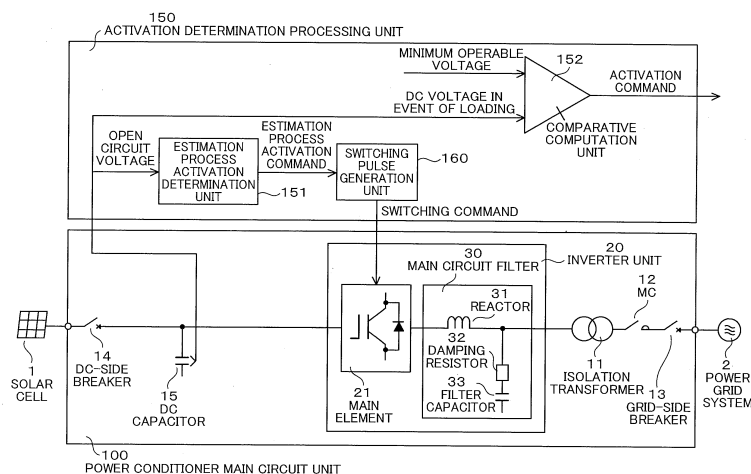 150
ACTIVATION DETERMINATION PROCESSING UNIT
MINIMUM OPERABLE
VOLTAGE
152
ACTIVATION
COMMAND
DC VOLTAGE IN
EVENT OF LOADING
COMPARATIVE
COMPUTATION
UNIT
OPEN
CIRCUIT
VOLTAGE
ESTIMATION
PROCESS
ACTIVATION
DETERMINATION
UNIT
151
ESTIMATION
PROCESS
ACTIVATION
COMMAND
SWITCHING
PULSE
GENERATION
UNIT
160
SWITCHING COMMAND
20
INVERTER UNIT
30
MAIN CIRCUIT FILTER
31
REACTOR
32
DAMPING
RESISTOR
33
FILTER
CAPACITOR
21
MAIN
ELEMENT
12
MC
11
ISOLATION
TRANSFORMER
13
GRID-SIDE
BREAKER
2
POWER
GRID
SYSTEM
1
SOLAR
CELL
14
DC-SIDE
BREAKER
15
DC
CAPACITOR
100
POWER CONDITIONER MAIN CIRCUIT UNIT